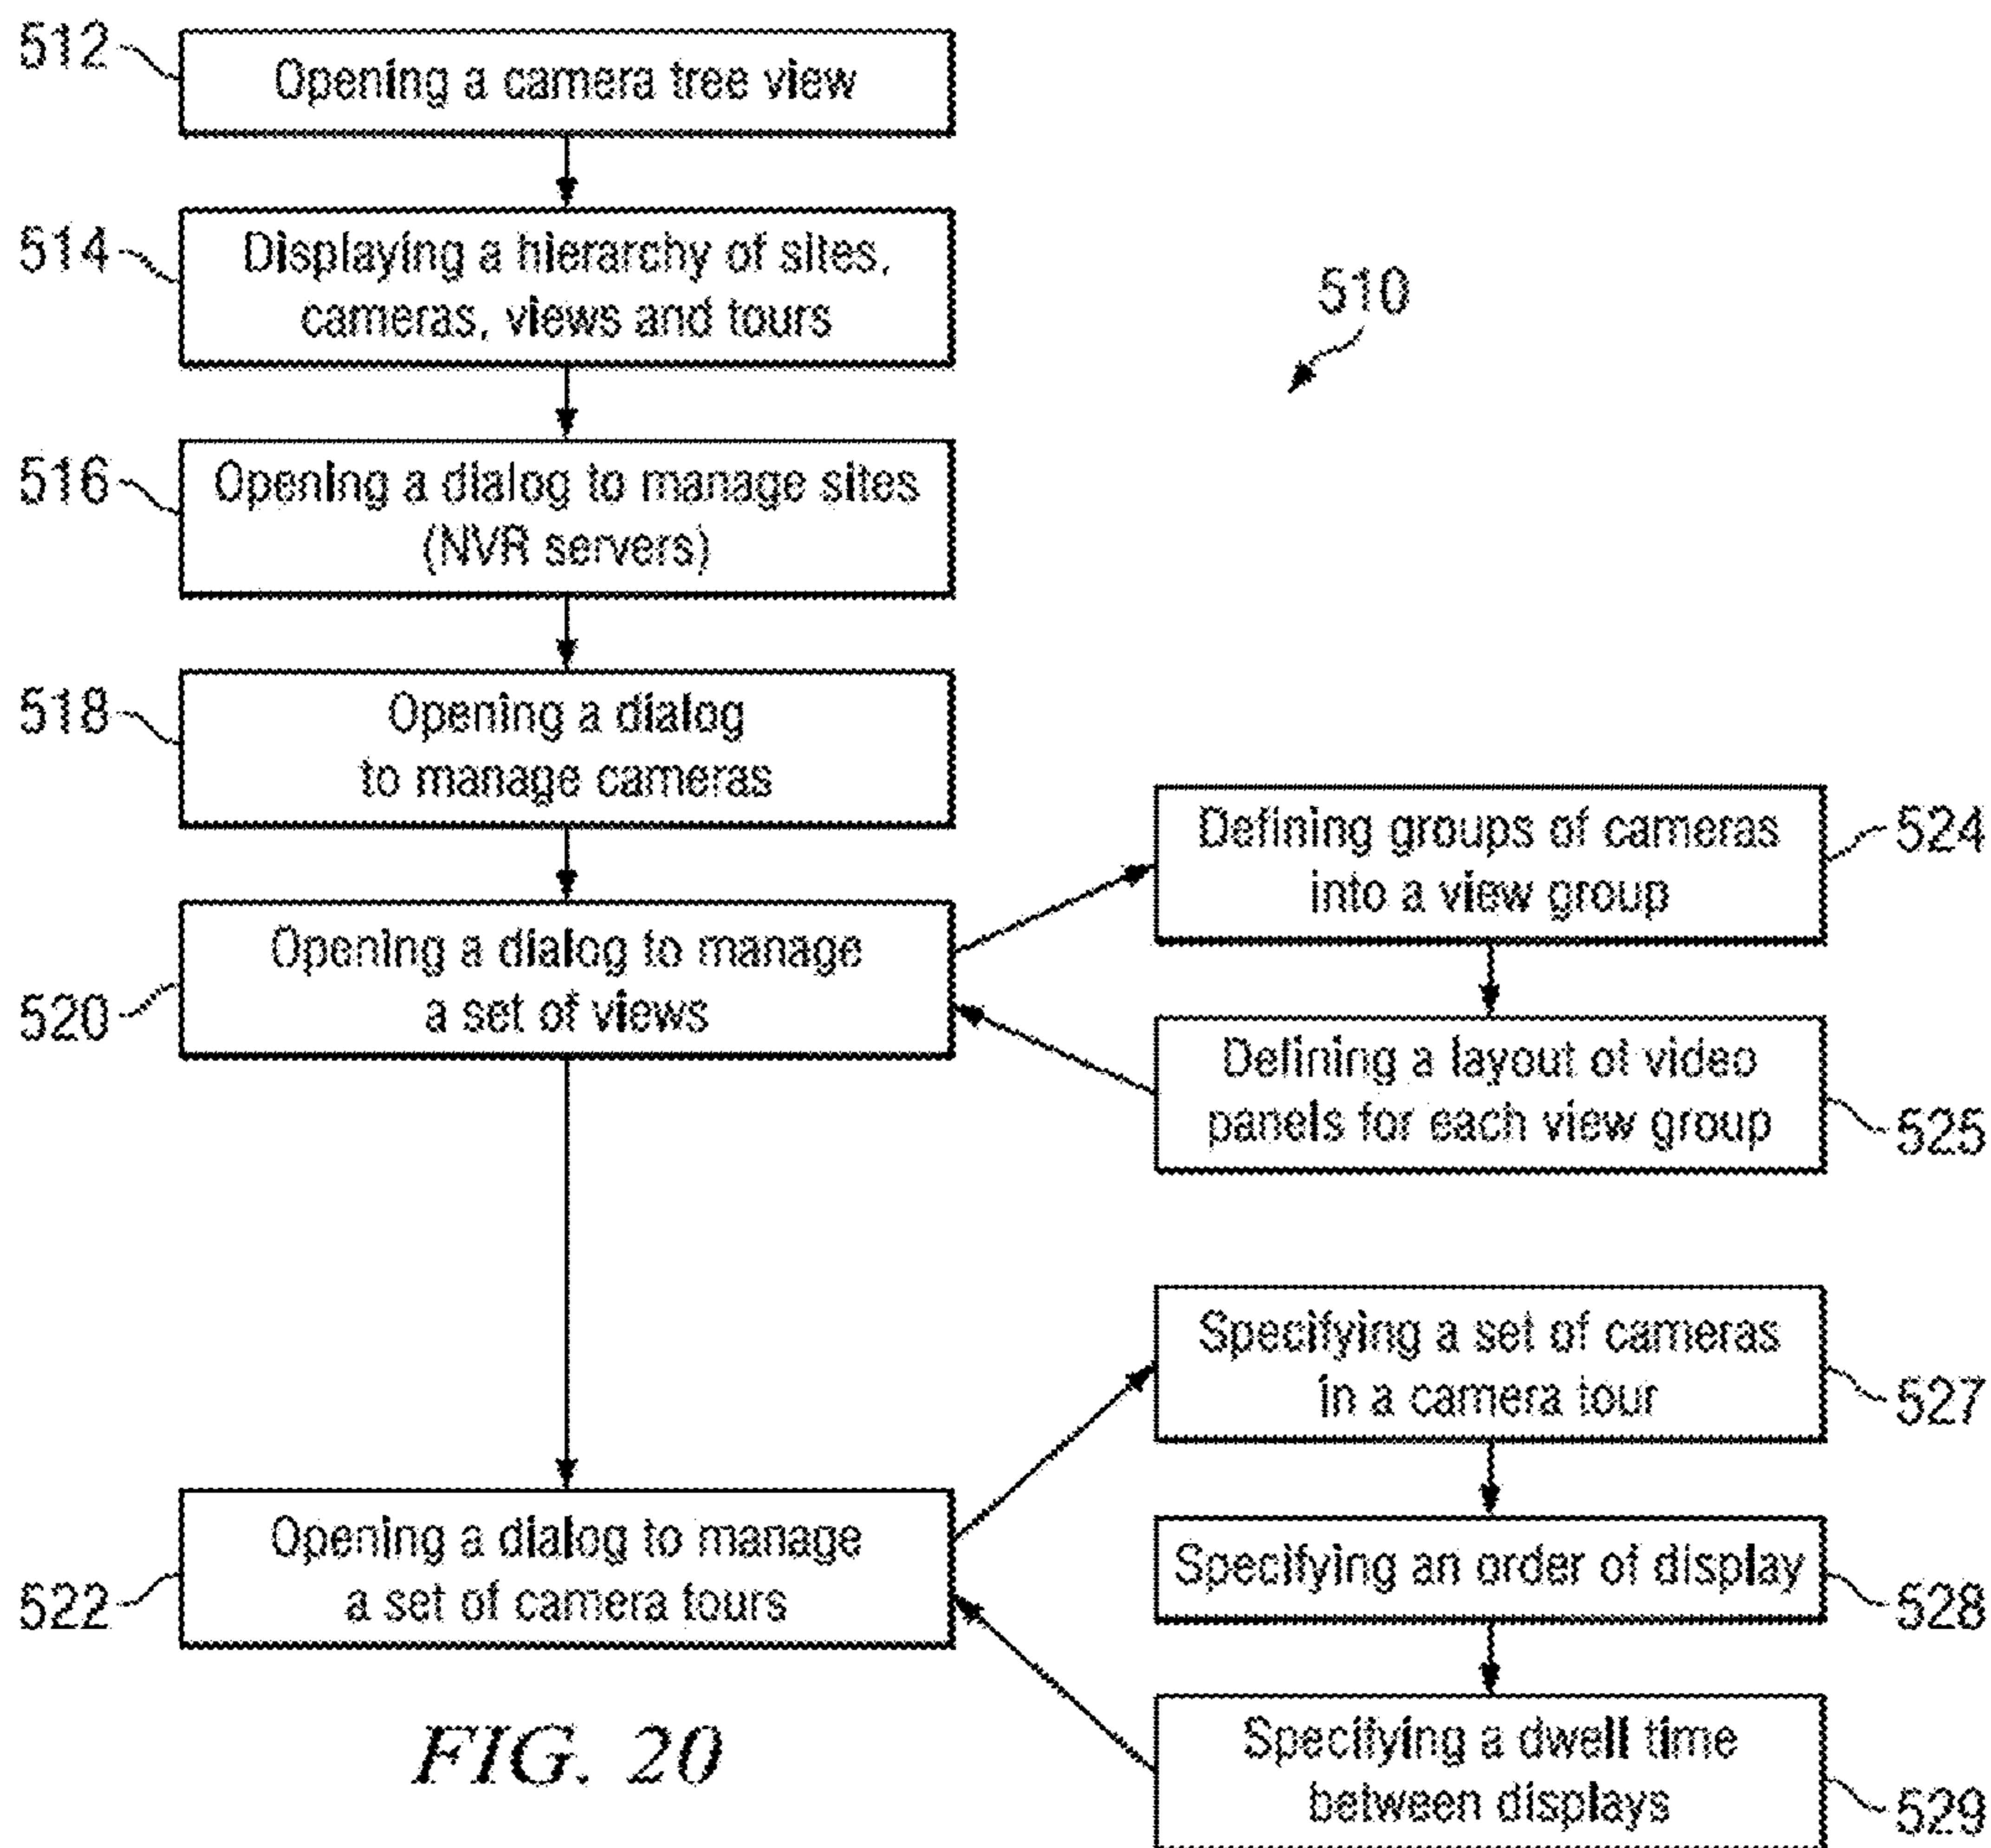 512
Opening a camera tree view
514
Displaying a hierarchy of sites,
cameras, views and tours
510
516
Opening a dialog to manage sites
(NVR servers)
518
Opening a dialog
to manage cameras
520
Opening a dialog to manage
a set of views
524
Defining groups of cameras
into a view group
525
Defining a layout of video
panels for each view group
522
Opening a dialog to manage
a set of camera tours
527
Specifying a set of cameras
in a camera tour
528
Specifying an order of display
529
Specifying a dwell time
between displays
FIG. 20